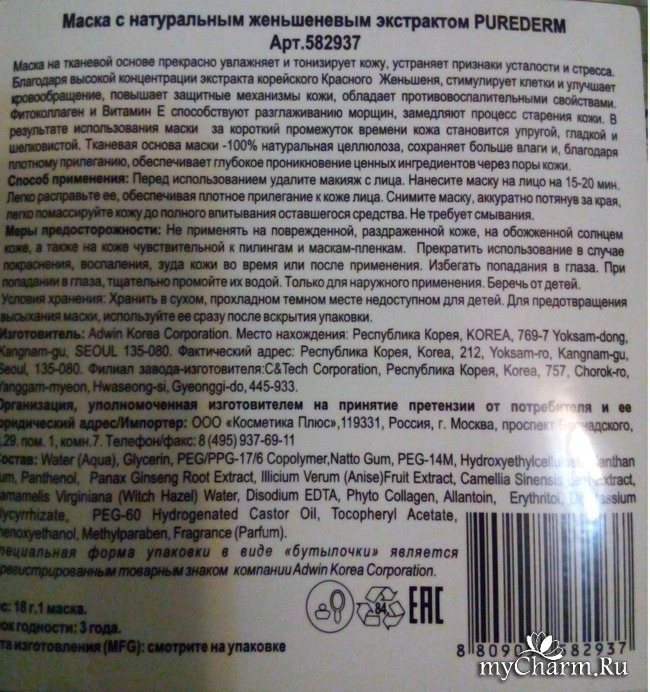 Маска с натуральным женьшеневым экстрактом PUREDERM
Арт.582937
Маска на тканевой основе прекрасно увлажняет и тонизирует кожу, устраняет признаки усталости и стресса.
Благодаря высокой концентрации экстракта корейского Красного Женьшеня, стимулирует клетки и улучшает
кровообращение, повышает защитные механизмы кожи, обладает противовоспалительными свойствами.
Фитоколлаген и Витамин Е способствуют разглаживанию морщин, замедляют процесс старения кожи. В
результате использования маски за короткий промежуток времени кожа становится упругой, гладкой и
шелковистой. Тканевая основа маски -100% натуральная целлюлоза, сохраняет больше влаги и, благодаря
плотному прилеганию, обеспечивает глубокое проникновение ценных ингредиентов через поры кожи.
Способ применения: Перед использованием удалите макияж с лица. Нанесите маску на лицо на 15-20 мин.
Легко расправьте ее, обеспечивая плотное прилегание к коже лица. Снимите маску, аккуратно потянув за края,
легко помассируйте кожу до полного впитывания оставшегося средства. Не требует смывания.
Меры предосторожности: Не применять на поврежденной, раздраженной коже, на обожженной солнцем
коже, а также на коже чувствительной к пилингам и маскам-пленкам. Прекратить использование в случае
покраснения, воспаления, зуда кожи во время или после применения. Избегать попадания в глаза. При
попадании в глаза, тщательно промойте их водой. Только для наружного применения. Беречь от детей.
Условия хранения: Хранить в сухом, прохладном темном месте недоступном для детей. Для предотвращения
высыхания маски, используйте ее сразу после вскрытия упаковки.
Изготовитель: Adwin Korea Corporation. Место нахождения: Республика Корея, KOREA, 769-7 Yoksam-dong,
Kangnam-gu, SEOUL 135-080. Фактический адрес: Республика Корея, Korea, 212, Yoksam-ro, Kangnam-gu,
Seoul, 135-080. Филиал завода-изготовителя:C&Tech Corporation, Республика Корея, Korea, 757, Chorok-ro,
Yanggam-myeon, Hwaseong-si, Gyeonggi-do, 445-933.
Организация, уполномоченная изготовителем на принятие претензии от потребителя и ее
юридический адрес/Импортер: ООО «Косметика Плюс»,119331, Россия, г. Москва, проспект
д.29. пом. 1, комн.7. Телефон/факс: 8 (495) 937-69-11
Состав: Water (Aqua), Glycerin, PEG/PPG-17/6 Copolymer,Natto Gum, PEG-14M, Hydroxyethylcellulose, Xanthan
Gum, Panthenol, Panax Ginseng Root Extract, Illicium Verum (Anise)Fruit Extract, Camellia Sinensis Leaf Extract,
Hamamelis Virginiana (Witch Hazel) Water, Disodium EDTA, Phyto Collagen, Allantoin, Erythritol, Dipotassium
Glycyrrhizate, PEG-60 Hydrogenated Castor Oil, Tocopheryl Acetate,
Phenoxyethanol, Methylparaben, Fragrance (Parfum).
Специальная форма упаковки в виде «бутылочки» является
зарегистрированным товарным знаком компании Adwin Korea Corporation.
Вес: 18 г.1 маска.
Срок годности: 3 года.
Дата изготовления (MFG): смотрить на упаковке
84
EAC
582937
myCharm.Ru